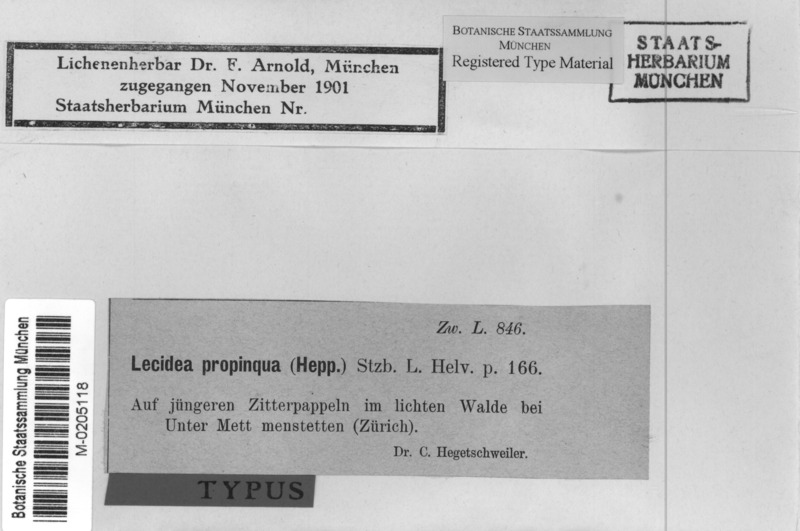 Lichenenherbar Dr. F. Arnold, München
zugegangen November 1901
Staatsherbarium München Nr.
BOTANISCHE STAATSSAMMLUNG
MÜNCHEN
Registered Type Material
STAATS-
HERBARIUM
MÜNCHEN
Zw. L. 846.
Lecidea propinqua (Hepp.) Stzb. L. Helv. p. 166.
Auf jüngeren Zitterpappeln im lichten Walde bei
Unter Mett menstetten (Zürich).
Dr. C. Hegetschweiler.
TYPUS
Botanische Staatssammlung München
M-0205118